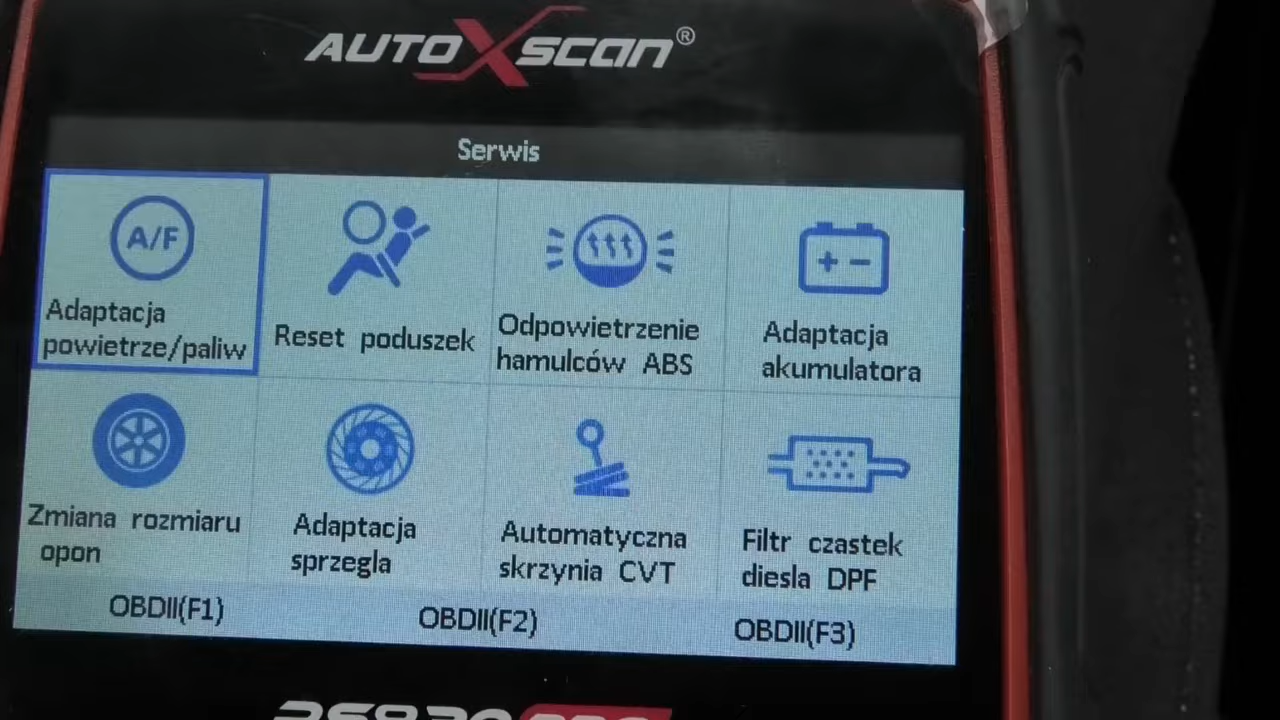 AUTOXSCAN®
Serwis
A/F
Adaptacja
powietrze/paliw
Reset poduszek
Odpowietrzenie
hamulców ABS
Adaptacja
akumulatora
Zmiana rozmiaru
opon
Adaptacja
sprzegla
Automatyczna
skrzynia CVT
Filtr czastek
diesla DPF
OBDII(F1) OBDII(F2) OBDII(F3)